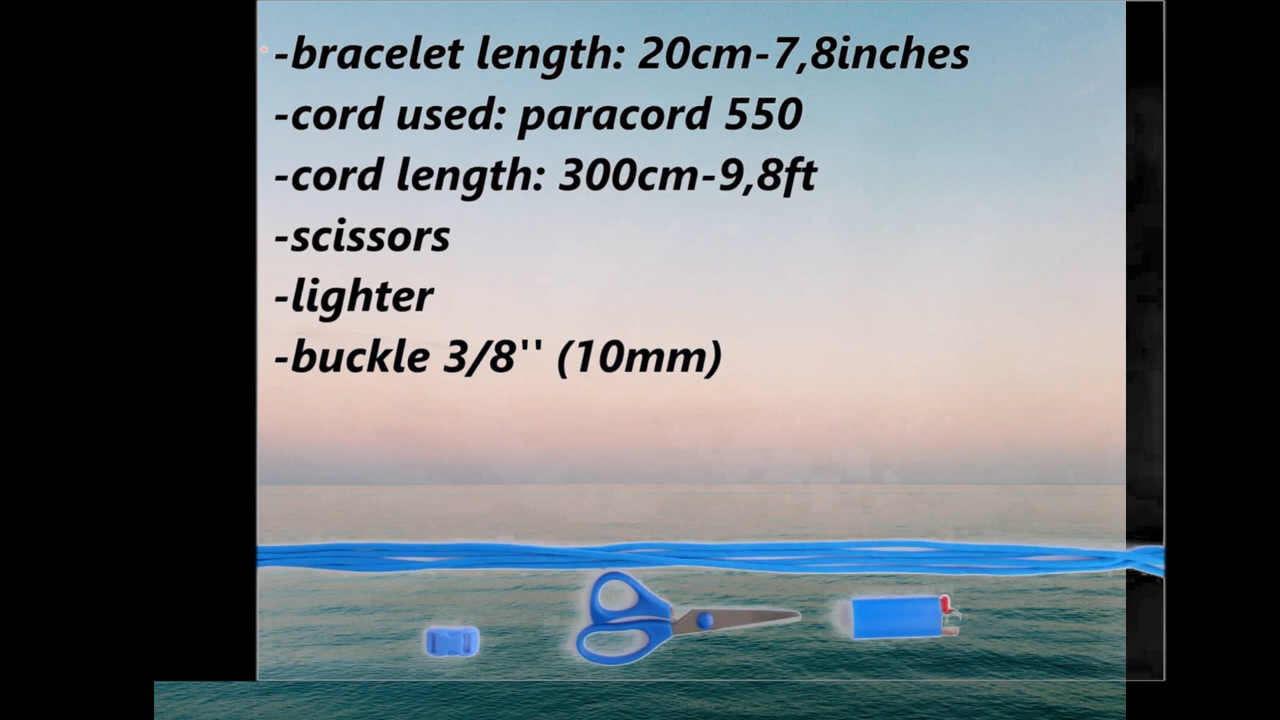 -bracelet length: 20cm-7,8inches
-cord used: paracord 550
-cord length: 300cm-9,8ft
-scissors
-lighter
-buckle 3/8'' (10mm)